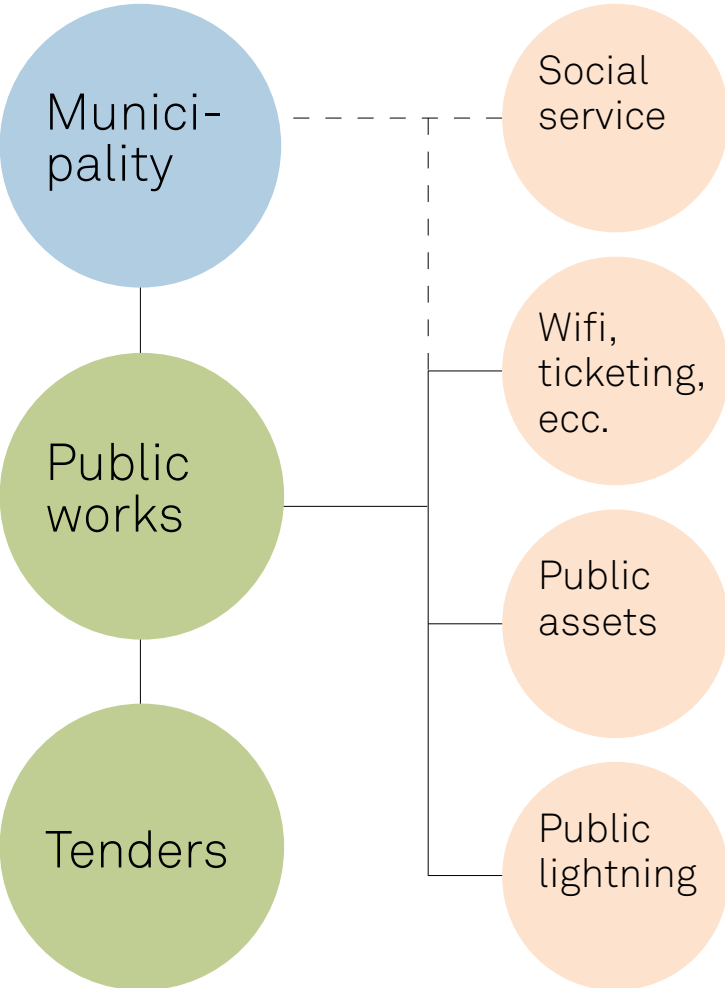 Munici-
pality
Public
works
Tenders
Social
service
Wifi,
ticketing,
ecc.
Public
assets
Public
lightning